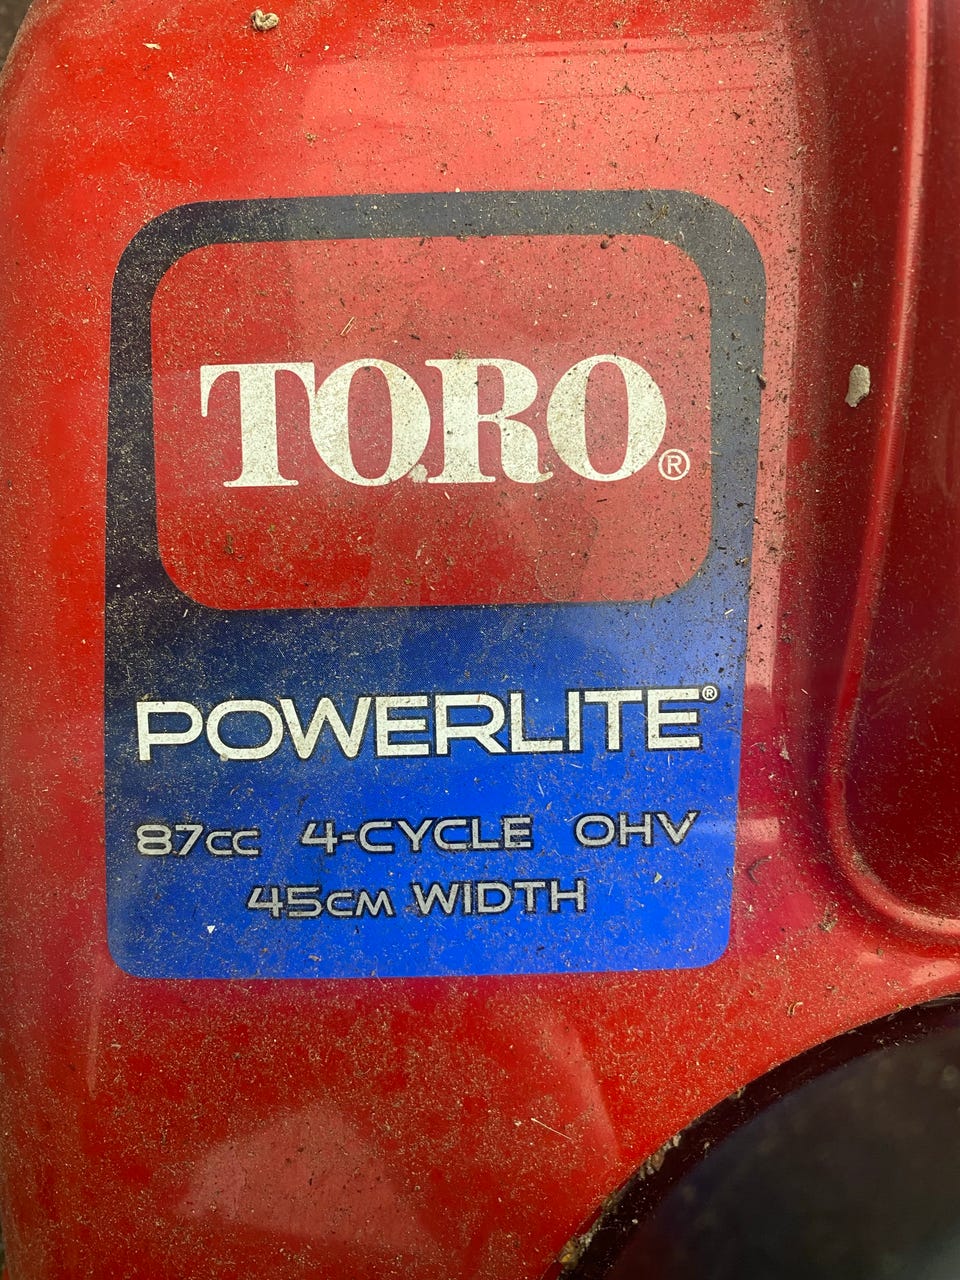 TORO®
POWERLITE®
87cc 4-CYCLE OHV
45cm WIDTH